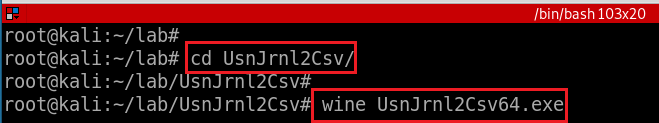 /bin/bash 103x20
root@kali:~/lab#
root@kali:~/lab# cd UsnJrnl2Csv/
root@kali:~/lab/UsnJrnl2Csv#
root@kali:~/lab/UsnJrnl2Csv# wine UsnJrnl2Csv64.exe